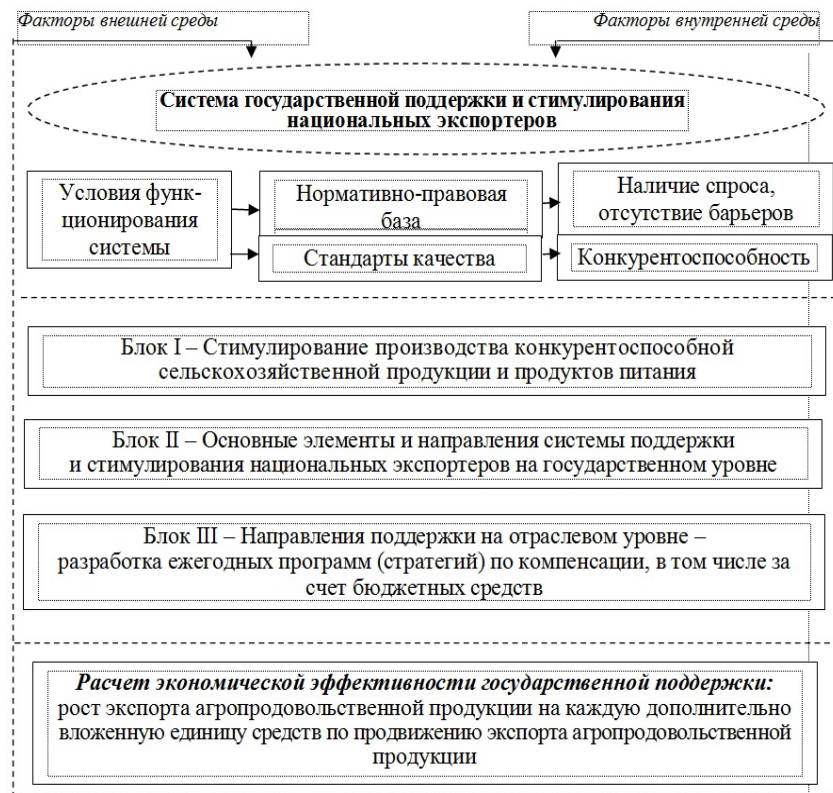 Факторы внешней среды
Факторы внутренней среды
Система государственной поддержки и стимулирования
национальных экспортеров
Условия функ-
ционирования
системы
Нормативно-правовая
база
Наличие спроса,
отсутствие барьеров
Стандарты качества
Конкурентоспособность
Блок I – Стимулирование производства конкурентоспособной
сельскохозяйственной продукции и продуктов питания
Блок II – Основные элементы и направления системы поддержки
и стимулирования национальных экспортеров на государственном уровне
Блок III – Направления поддержки на отраслевом уровне –
разработка ежегодных программ (стратегий) по компенсации, в том числе за
счет бюджетных средств
Расчет экономической эффективности государственной поддержки:
рост экспорта агропродовольственной продукции на каждую дополнительно
вложенную единицу средств по продвижению экспорта агропродовольственной
продукции